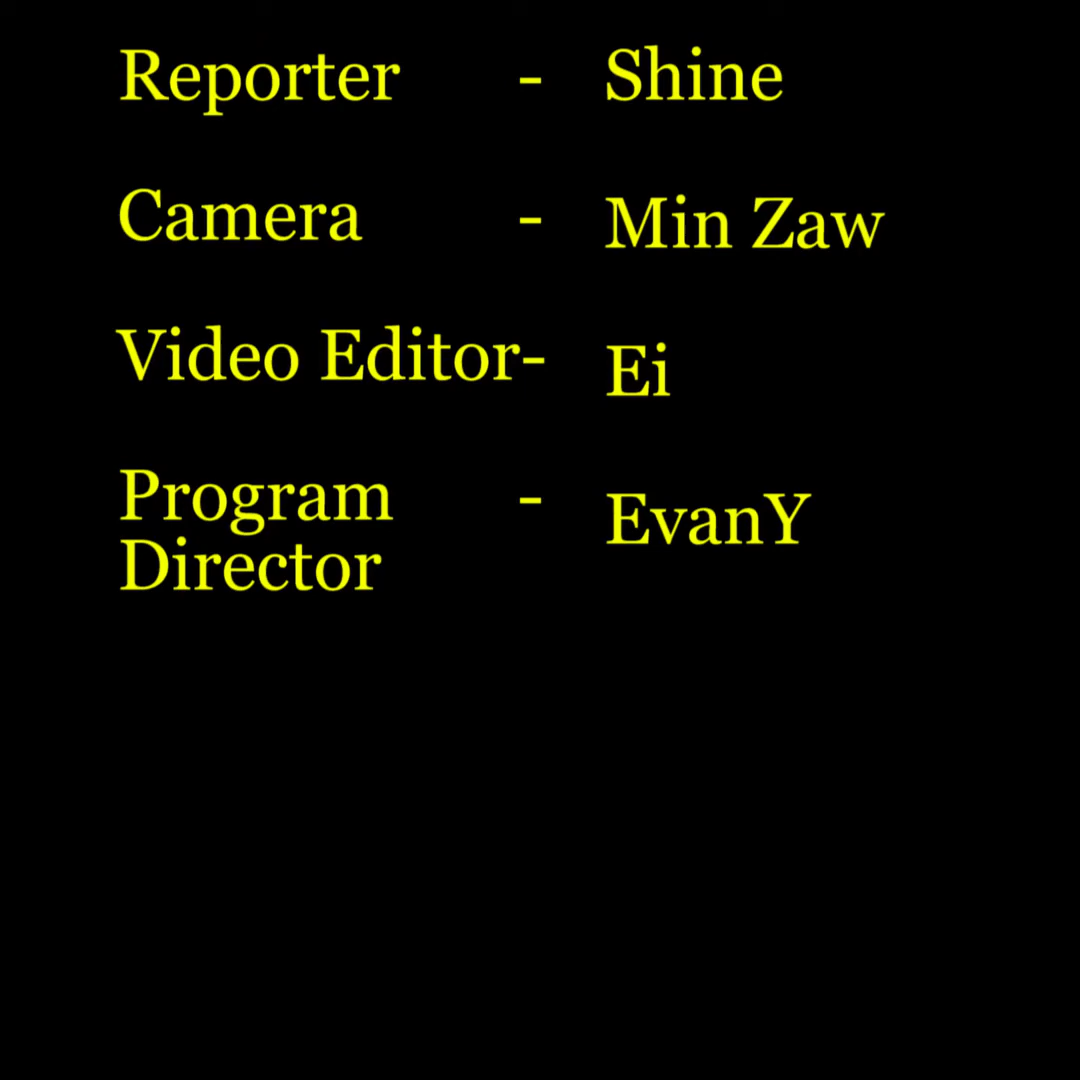 Reporter - Shine
Camera - Min Zaw
Video Editor- Ei
Program - EvanY
Director